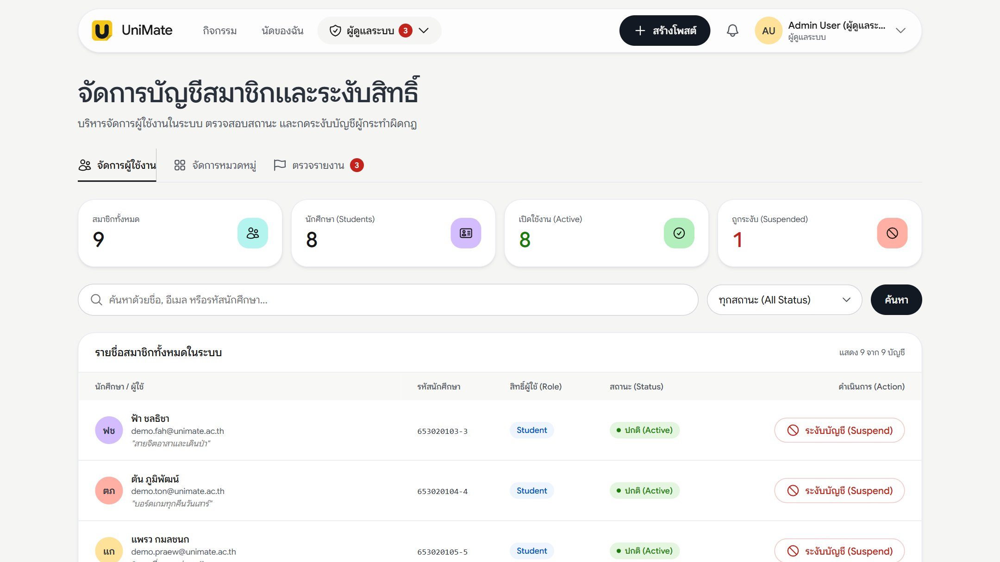 UniMate
กิจกรรม
นัดของฉัน
ผู้ดูแลระบบ 3
สร้างโพสต์
AU
Admin User (ผู้ดูแลระ...
ผู้ดูแลระบบ
จัดการบัญชีสมาชิกและระงับสิทธิ์
บริหารจัดการผู้ใช้งานในระบบ ตรวจสอบสถานะ และกดระงับบัญชีผู้กระทำผิดกฎ
จัดการผู้ใช้งาน
จัดการหมวดหมู่
ตรวจรายงาน 3
สมาชิกทั้งหมด
9
นักศึกษา (Students)
8
เปิดใช้งาน (Active)
8
ถูกระงับ (Suspended)
1
ค้นหาด้วยชื่อ, อีเมล หรือรหัสนักศึกษา...
ทุกสถานะ (All Status)
ค้นหา
รายชื่อสมาชิกทั้งหมดในระบบ
แสดง 9 จาก 9 บัญชี
นักศึกษา / ผู้ใช้ รหัสนักศึกษา สิทธิ์ผู้ใช้ (Role) สถานะ (Status) ดำเนินการ (Action)
ฟช
ฟ้า ชลธิชา
demo.fah@unimate.ac.th
"สายจิตอาสาและเดินป่า"
653020103-3
Student
ปกติ (Active)
ระงับบัญชี (Suspend)
ตภ
ต้น ภูมิพัฒน์
demo.ton@unimate.ac.th
"บอร์ดเกมทุกคืนวันเสาร์"
653020104-4
Student
ปกติ (Active)
ระงับบัญชี (Suspend)
แก
แพรว กมลชนก
demo.praew@unimate.ac.th
653020105-5
Student
ปกติ (Active)
ระงับบัญชี (Suspend)